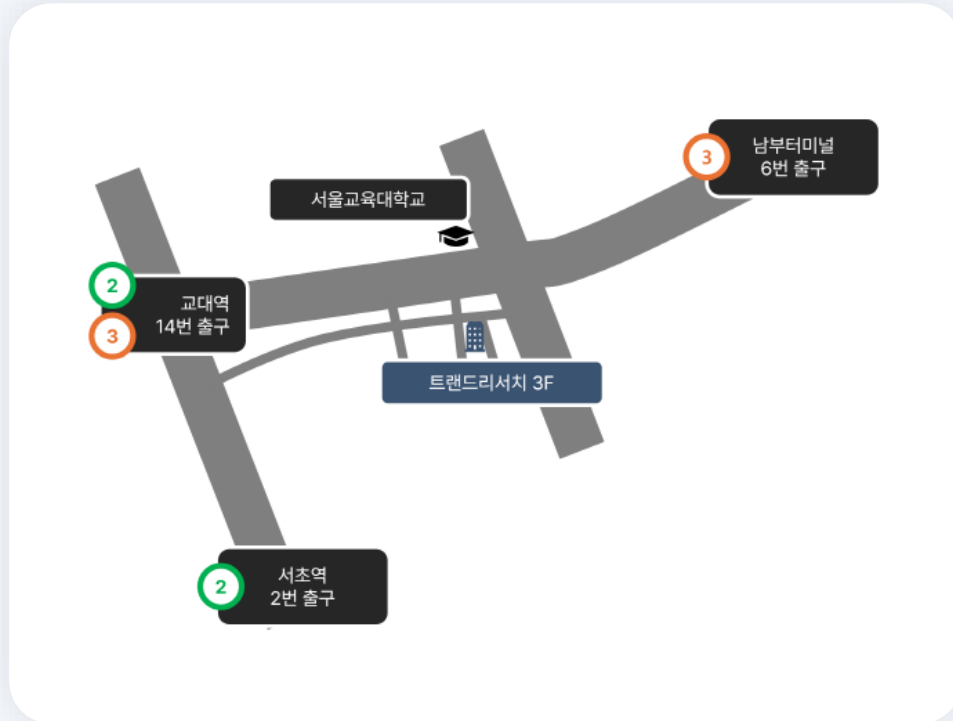 남부터미널
6번 출구
3
서울교육대학교
2
3
교대역
14번 출구
트랜드리서치 3F
2
서초역
2번 출구